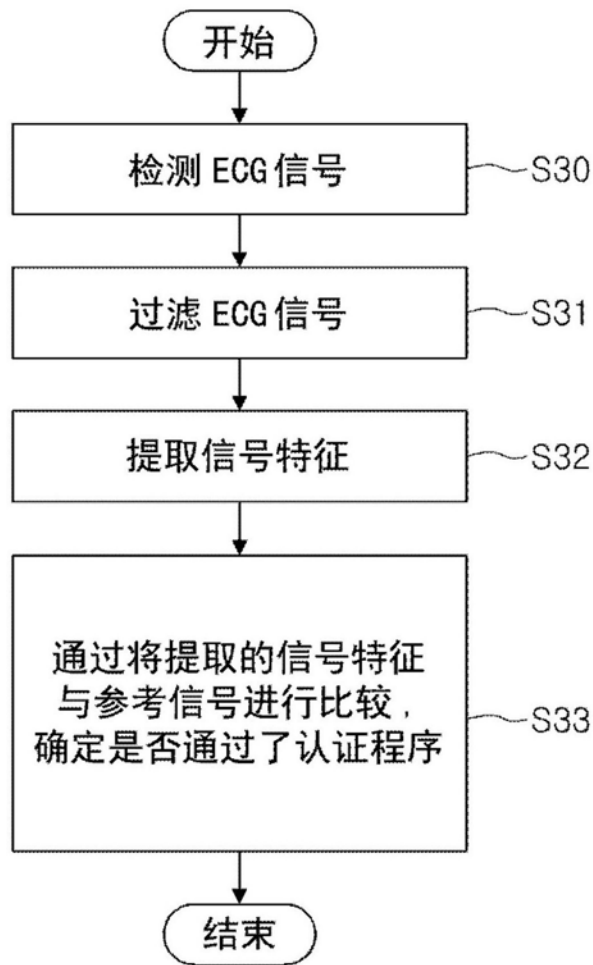 开始
检测 ECG 信号
S30
过滤 ECG 信号
S31
提取信号特征
S32
通过将提取的信号特征
与参考信号进行比较,
确定是否通过了认证程序
S33
结束